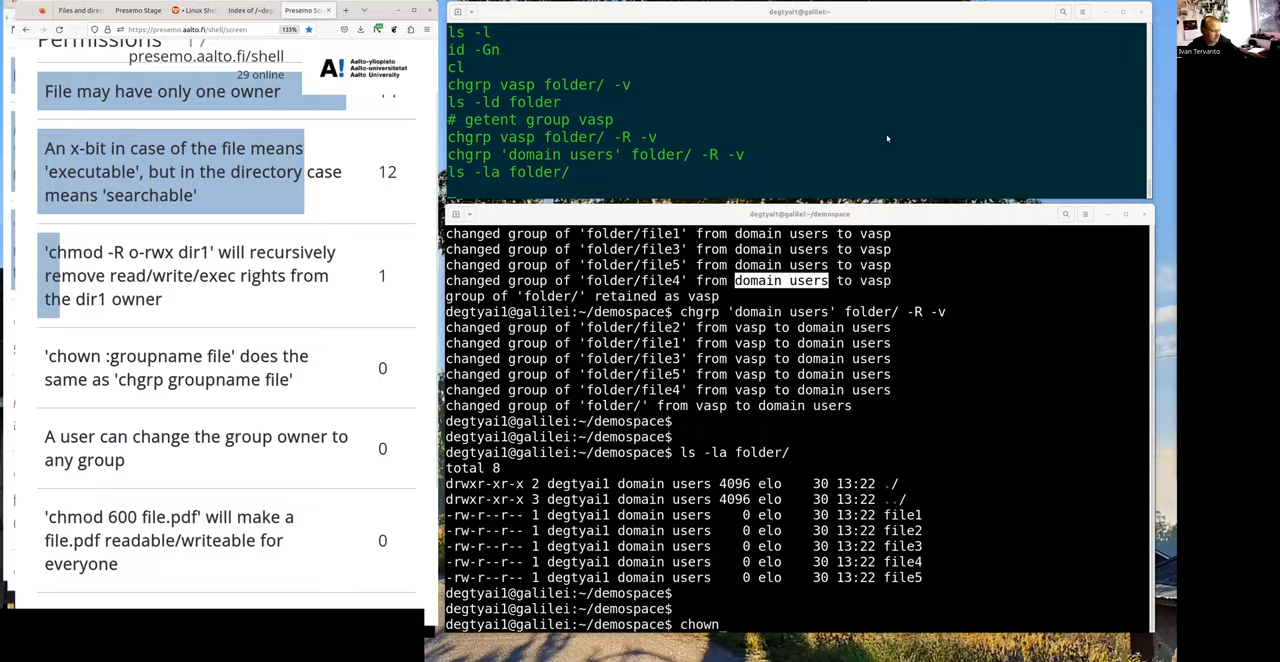 Files and direc
Presemo Stage
Linux She
Index of /~deg
Presemo Sc
https://presemo.aalto.fi/shell/screen
133%
Permissions 17
presemo.aalto.fi/shell
29 online
A!
Aalto-yliopisto
Aalto-universitetet
Aalto University
File may have only one owner
An x-bit in case of the file means
'executable', but in the directory case
means 'searchable'
12
'chmod -R o-rwx dir1' will recursively
remove read/write/exec rights from
the dir1 owner
1
'chown :groupname file' does the
same as 'chgrp groupname file'
0
A user can change the group owner to
any group
0
'chmod 600 file.pdf' will make a
file.pdf readable/writeable for
everyone
0
degtyai1@galilei:~
ls -l
id -Gn
cl
chgrp vasp folder/ -v
ls -ld folder
# getent group vasp
chgrp vasp folder/ -R -v
chgrp 'domain users' folder/ -R -v
ls -la folder/
degtyai1@galilei:~/demospace
changed group of 'folder/file1' from domain users to vasp
changed group of 'folder/file3' from domain users to vasp
changed group of 'folder/file5' from domain users to vasp
changed group of 'folder/file4' from domain users to vasp
group of 'folder/' retained as vasp
degtyai1@galilei:~/demospace$ chgrp 'domain users' folder/ -R -v
changed group of 'folder/file2' from vasp to domain users
changed group of 'folder/file1' from vasp to domain users
changed group of 'folder/file3' from vasp to domain users
changed group of 'folder/file5' from vasp to domain users
changed group of 'folder/file4' from vasp to domain users
changed group of 'folder/' from vasp to domain users
degtyai1@galilei:~/demospace$
degtyai1@galilei:~/demospace$
degtyai1@galilei:~/demospace$ ls -la folder/
total 8
drwxr-xr-x 2 degtyai1 domain users 4096 elo    30 13:22 ./
drwxr-xr-x 3 degtyai1 domain users 4096 elo    30 13:22 ../
-rw-r--r-- 1 degtyai1 domain users    0 elo    30 13:22 file1
-rw-r--r-- 1 degtyai1 domain users    0 elo    30 13:22 file2
-rw-r--r-- 1 degtyai1 domain users    0 elo    30 13:22 file3
-rw-r--r-- 1 degtyai1 domain users    0 elo    30 13:22 file4
-rw-r--r-- 1 degtyai1 domain users    0 elo    30 13:22 file5
degtyai1@galilei:~/demospace$
degtyai1@galilei:~/demospace$
degtyai1@galilei:~/demospace$ chown_
Ivan Tervanto